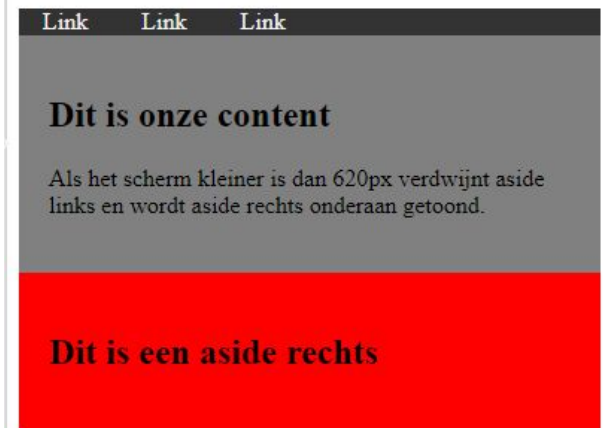 Link Link Link
Dit is onze content
Als het scherm kleiner is dan 620px verdwijnt aside
links en wordt aside rechts onderaan getoond.
Dit is een aside rechts